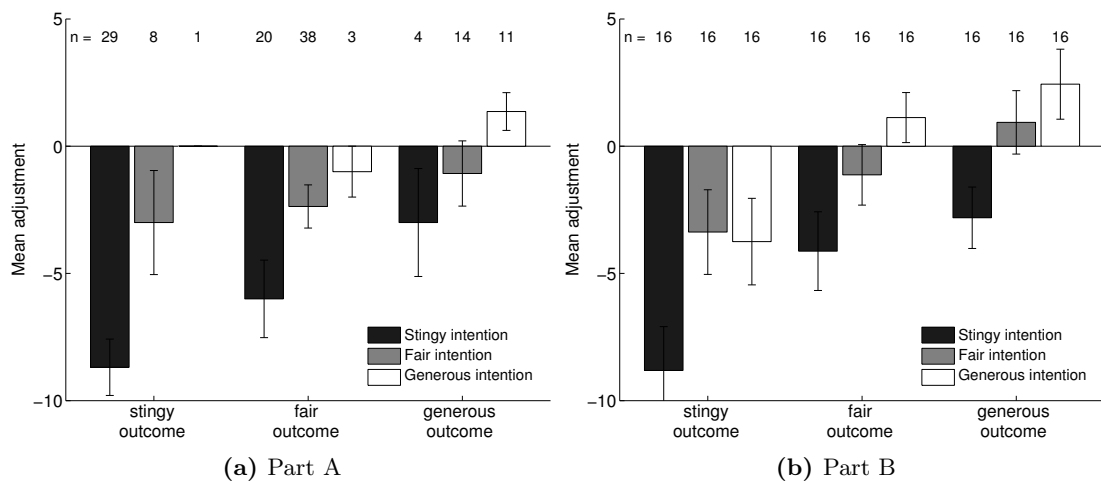 5
n = 29 8 1 20 38 3 4 14 11
0
Mean adjustment
−5
−10
Stingy intention
Fair intention
Generous intention
stingy outcome
fair outcome
generous outcome
(a) Part A
5
n = 16 16 16 16 16 16 16 16 16
0
Mean adjustment
−5
−10
Stingy intention
Fair intention
Generous intention
stingy outcome
fair outcome
generous outcome
(b) Part B